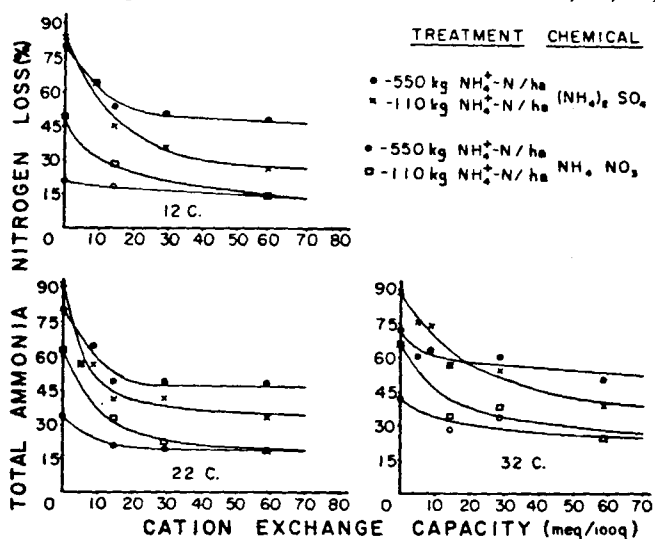 TREATMENT CHEMICAL
-550 kg NH₄⁺-N/ha
-110 kg NH₄⁺-N/ha
(NH₄)₂ SO₄
-550 kg NH₄⁺-N/ha
-110 kg NH₄⁺-N/ha
NH₄ NO₃
TOTAL AMMONIA NITROGEN LOSS(%)
90
75
60
45
30
15
0 10 20 30 40 50 60 70 80
12 C.
90
75
60
45
30
15
0 10 20 30 40 50 60 70 80
22 C.
90
75
60
45
30
15
0 10 20 30 40 50 60 70
32 C.
CATION EXCHANGE CAPACITY (meq/100g)